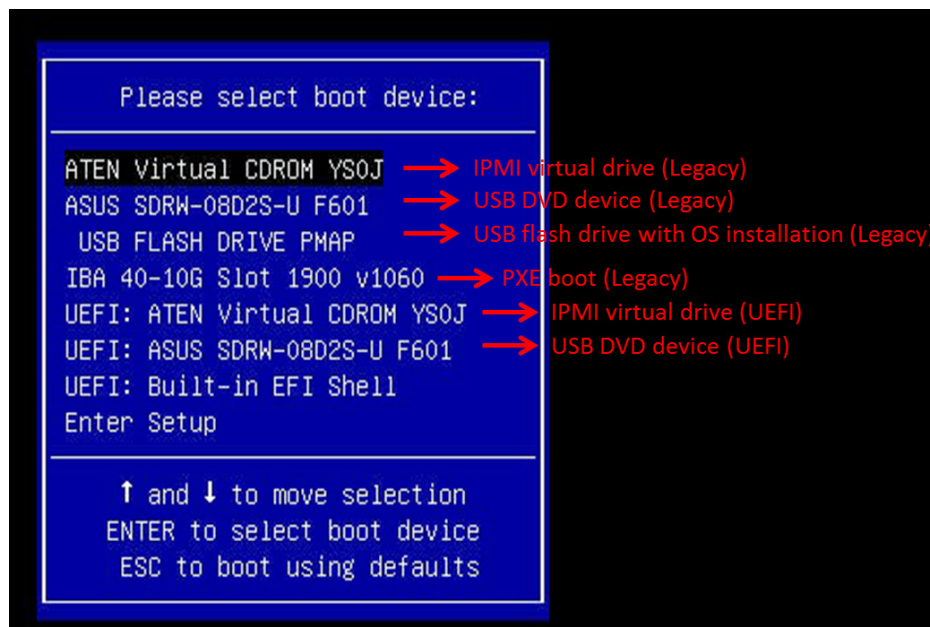 Please select boot device:
ATEN Virtual CDROM YS0J IPMI virtual drive (Legacy)
ASUS SDRW-08D2S-U F601 USB DVD device (Legacy)
USB FLASH DRIVE PMAP USB flash drive with OS installation (Legacy)
IBA 40-10G Slot 1900 v1060 PXE boot (Legacy)
UEFI: ATEN Virtual CDROM YS0J IPMI virtual drive (UEFI)
UEFI: ASUS SDRW-08D2S-U F601 USB DVD device (UEFI)
UEFI: Built-in EFI Shell
Enter Setup
↑ and ↓ to move selection
ENTER to select boot device
ESC to boot using defaults